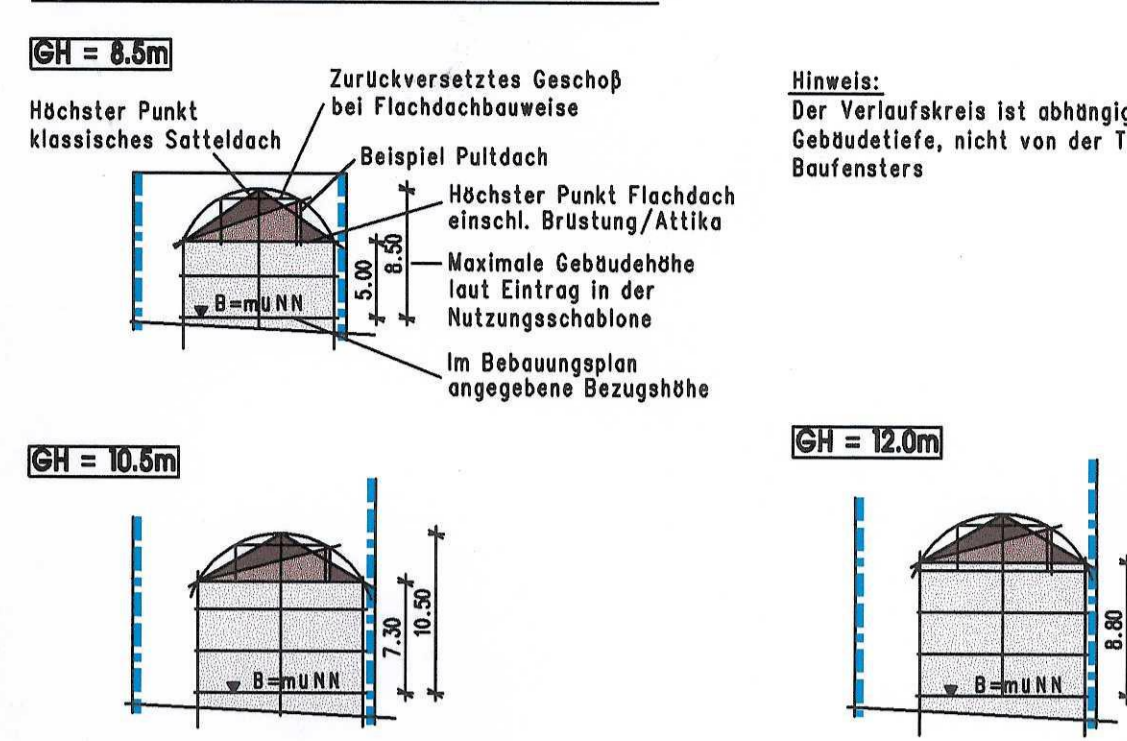 GH = 8.5m
Höchster Punkt
klassisches Satteldach
Zurückversetztes Geschoß
bei Flachdachbauweise
Beispiel Pultdach
Höchster Punkt Flachdach
einschl. Brüstung/Attika
Maximale Gebäudehöhe
laut Eintrag in der
Nutzungsschablone
Im Bebauungsplan
angegebene Bezugshöhe
5.00
8.50
B=müNN
Hinweis:
Der Verlaufskreis ist abhängig
Gebäudetiefe, nicht von der T
Baufensters
GH = 10.5m
7.30
10.50
B=müNN
GH = 12.0m
8.80
B=müNN